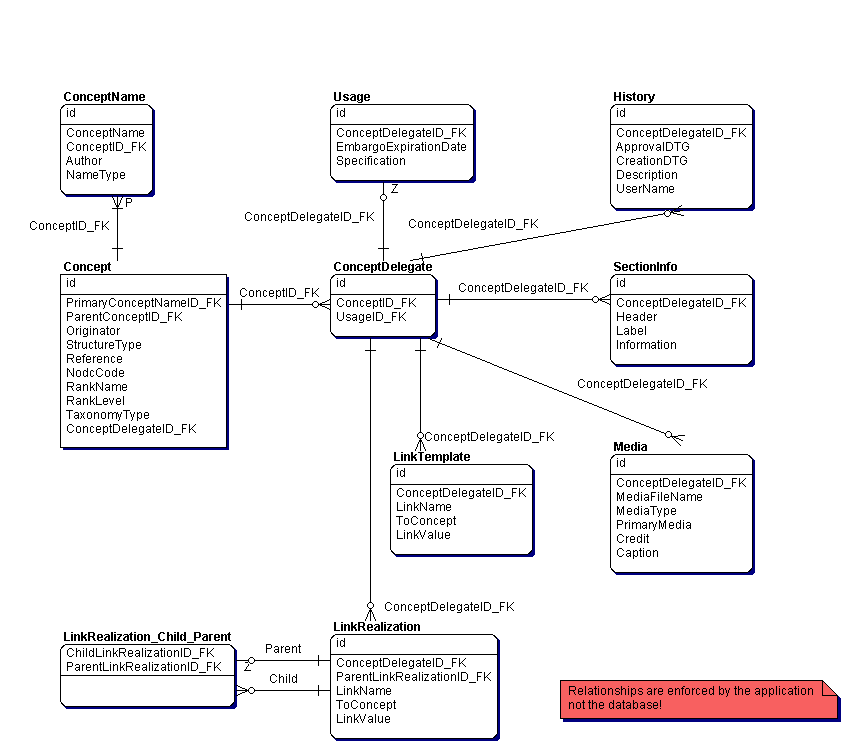 ConceptName
id
ConceptName
ConceptID_FK
Author
NameType
Usage
id
ConceptDelegateID_FK
EmbargoExpirationDate
Specification
History
id
ConceptDelegateID_FK
ApprovalDTG
CreationDTG
Description
UserName
P
Z
ConceptID_FK
ConceptDelegateID_FK
ConceptDelegateID_FK
Concept
id
PrimaryConceptNameID_FK
ParentConceptID_FK
Originator
StructureType
Reference
NodcCode
RankName
RankLevel
TaxonomyType
ConceptDelegateID_FK
ConceptID_FK
ConceptDelegate
id
ConceptID_FK
UsageID_FK
ConceptDelegateID_FK
SectionInfo
id
ConceptDelegateID_FK
Header
Label
Information
ConceptDelegateID_FK
ConceptDelegateID_FK
LinkTemplate
id
ConceptDelegateID_FK
LinkName
ToConcept
LinkValue
Media
id
ConceptDelegateID_FK
MediaFileName
MediaType
PrimaryMedia
Credit
Caption
ConceptDelegateID_FK
LinkRealization_Child_Parent
ChildLinkRealizationID_FK
ParentLinkRealizationID_FK
Parent
Z
Child
LinkRealization
id
ConceptDelegateID_FK
ParentLinkRealizationID_FK
LinkName
ToConcept
LinkValue
Relationships are enforced by the application
not the database!